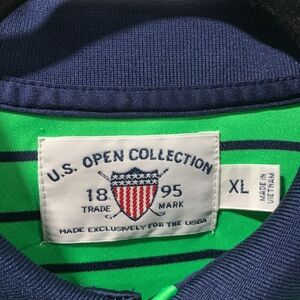 U.S. OPEN COLLECTION
18 95
TRADE MARK
MADE EXCLUSIVELY FOR THE USGA
XL
MADE IN
VIETNAM